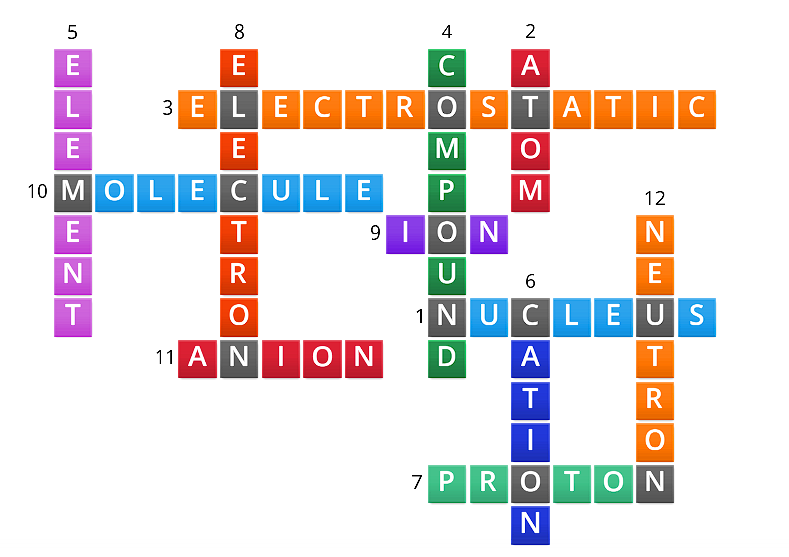 5 ELEMENT
8 ELECTRON
4 COMPOUND
2 ATOM
3 ELECTROSTATIC
10 MOLECULE
12 NEUTRON
9 ION
6 CATION
1 NUCLEUS
11 ANION
7 PROTON